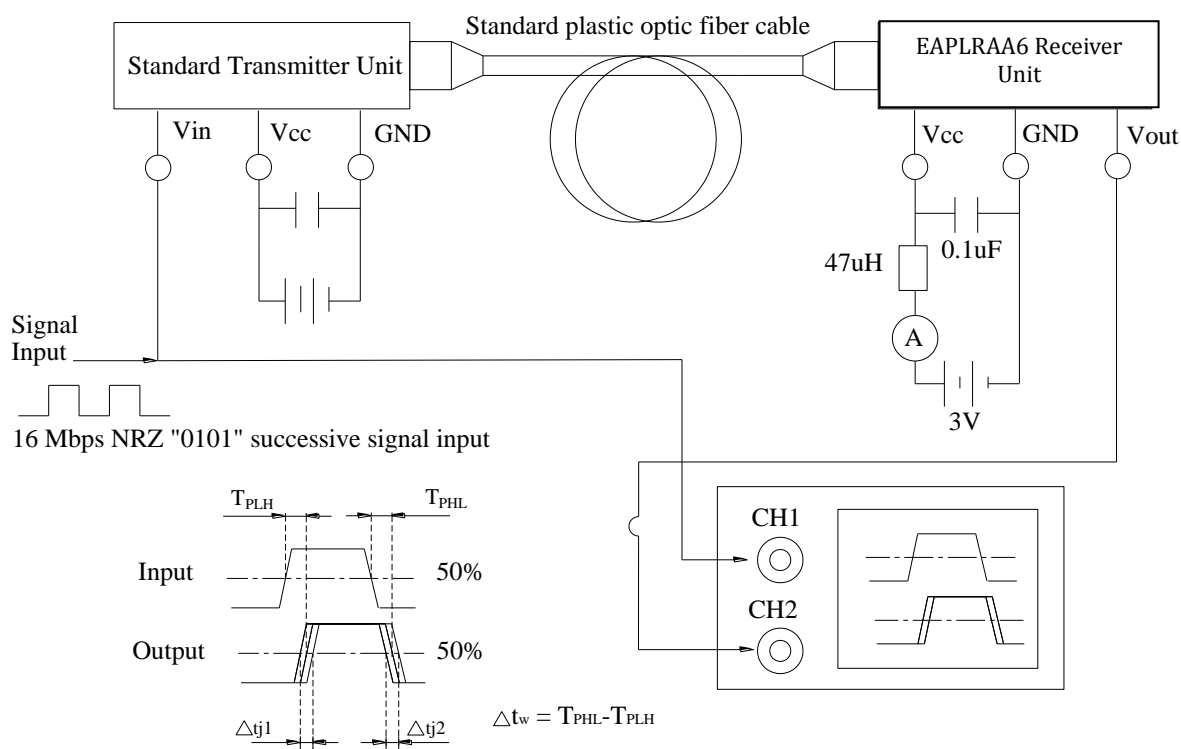 Standard plastic optic fiber cable
Standard Transmitter Unit
EAPLRAA6 Receiver
Unit
Vin
Vcc
GND
Vcc
GND
Vout
0.1uF
47uH
A
3V
Signal
Input
16 Mbps NRZ "0101" successive signal input
TPLH
TPHL
Input
50%
Output
50%
△tj1
△tj2
△tw = TPHL-TPLH
CH1
CH2